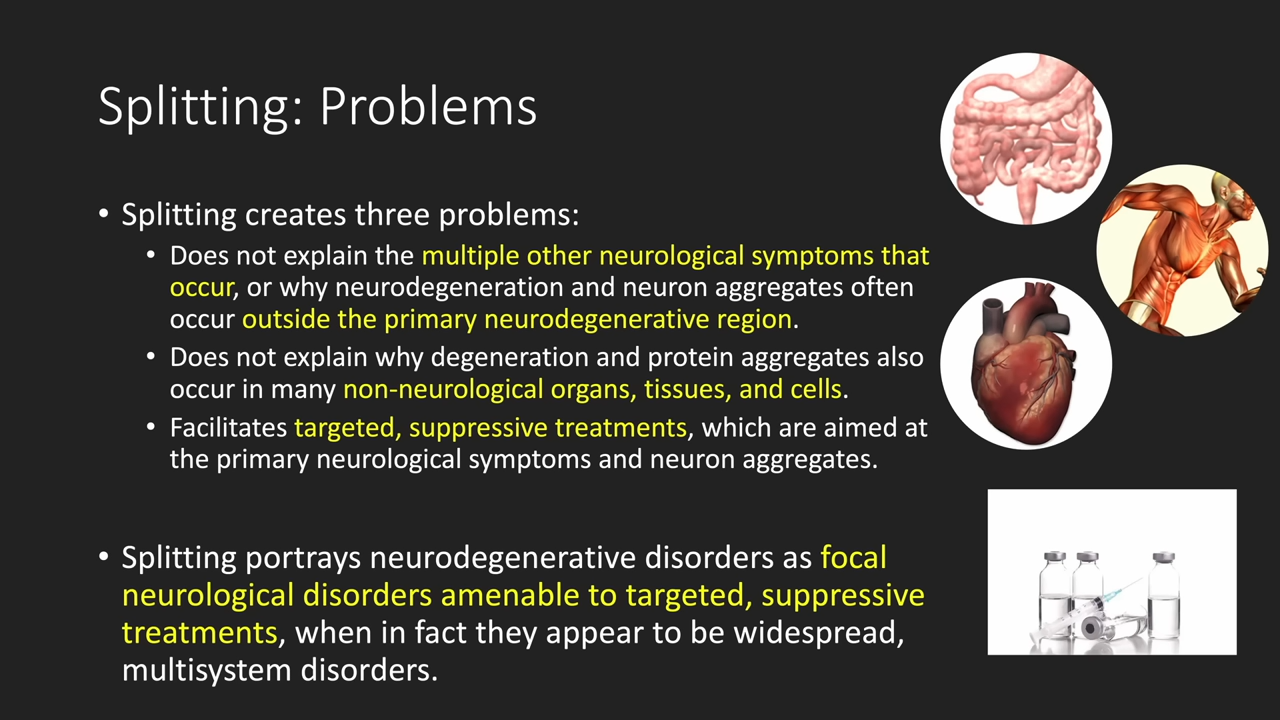 Splitting: Problems
• Splitting creates three problems:
• Does not explain the multiple other neurological symptoms that
occur, or why neurodegeneration and neuron aggregates often
occur outside the primary neurodegenerative region.
• Does not explain why degeneration and protein aggregates also
occur in many non-neurological organs, tissues, and cells.
• Facilitates targeted, suppressive treatments, which are aimed at
the primary neurological symptoms and neuron aggregates.
• Splitting portrays neurodegenerative disorders as focal
neurological disorders amenable to targeted, suppressive
treatments, when in fact they appear to be widespread,
multisystem disorders.